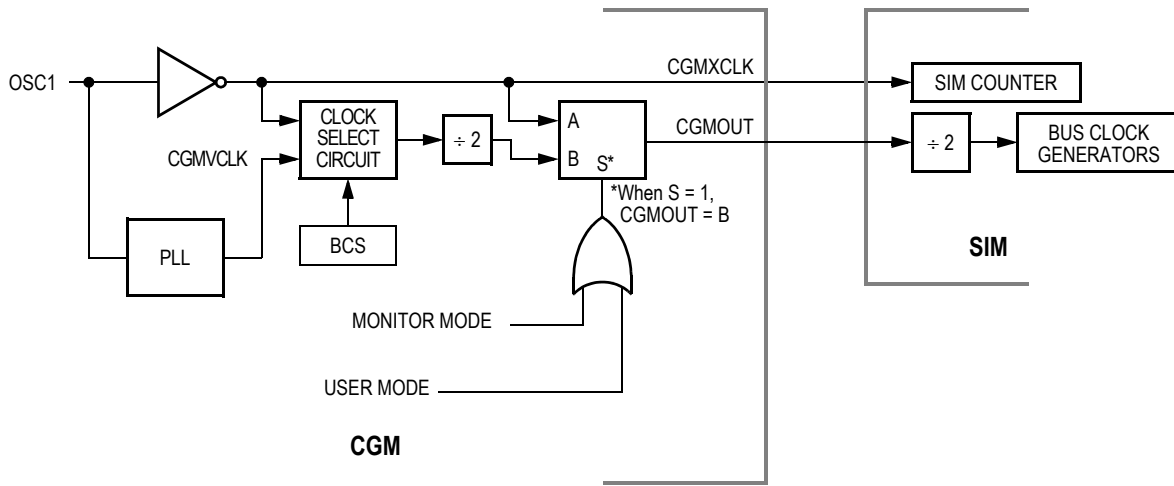 OSC1
CGMXCLK
SIM COUNTER
CLOCK
SELECT
CIRCUIT
÷ 2
A
B
S*
CGMOUT
÷ 2
BUS CLOCK
GENERATORS
CGMVCLK
*When S = 1,
CGMOUT = B
BCS
PLL
SIM
MONITOR MODE
USER MODE
CGM